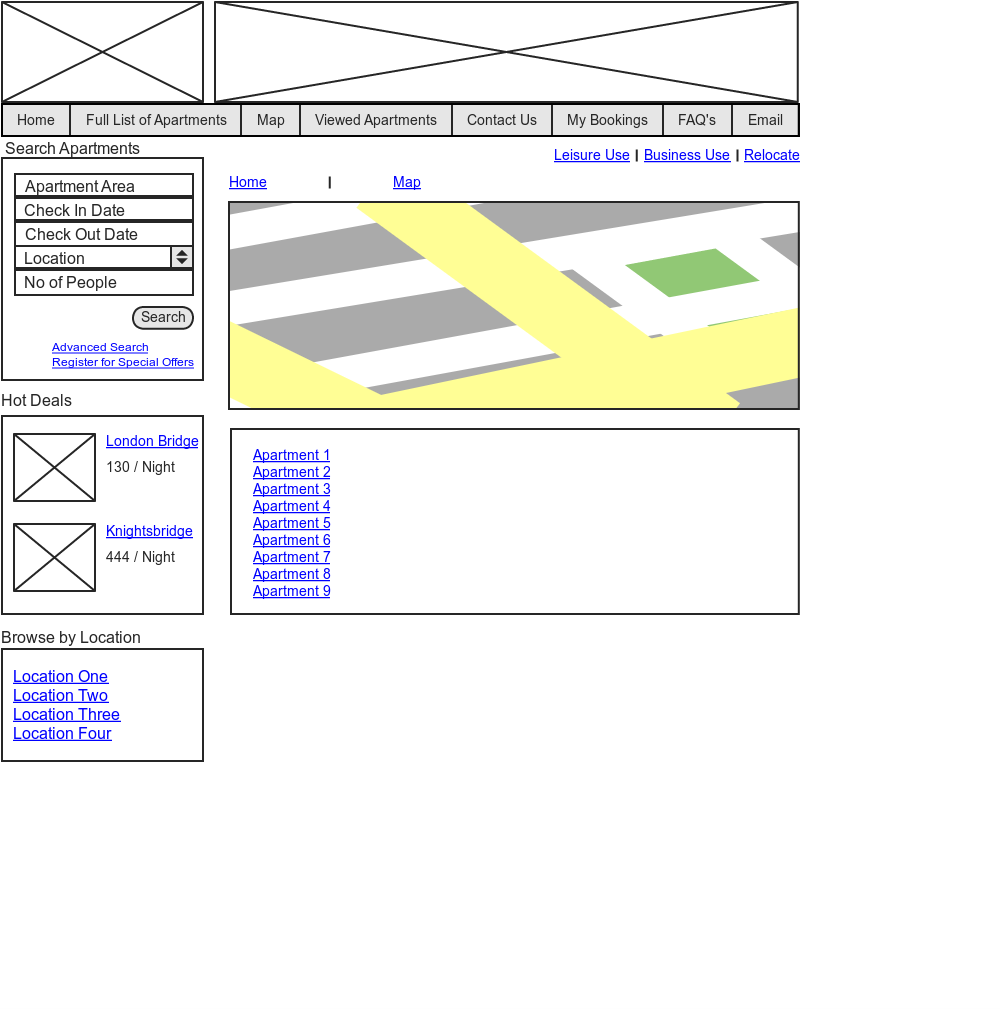 Home Full List of Apartments Map Viewed Apartments Contact Us My Bookings FAQ's Email
Search Apartments
Leisure Use | Business Use | Relocate
Home | Map
Apartment Area
Check In Date
Check Out Date
Location
No of People
Search
Advanced Search
Register for Special Offers
Hot Deals
London Bridge
130 / Night
Knightsbridge
444 / Night
Apartment 1
Apartment 2
Apartment 3
Apartment 4
Apartment 5
Apartment 6
Apartment 7
Apartment 8
Apartment 9
Browse by Location
Location One
Location Two
Location Three
Location Four